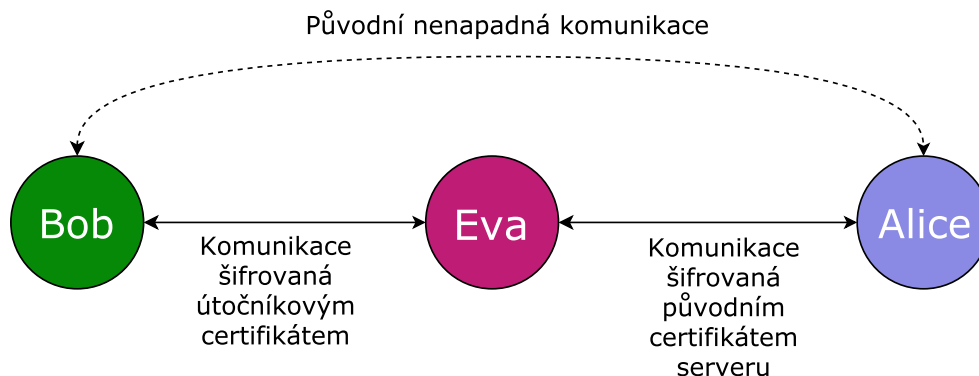 Původní nenapadná komunikace
Bob
Eva
Alice
Komunikace
šifrovaná
útočníkovým
certifikátem
Komunikace
šifrovaná
původním
certifikátem
serveru